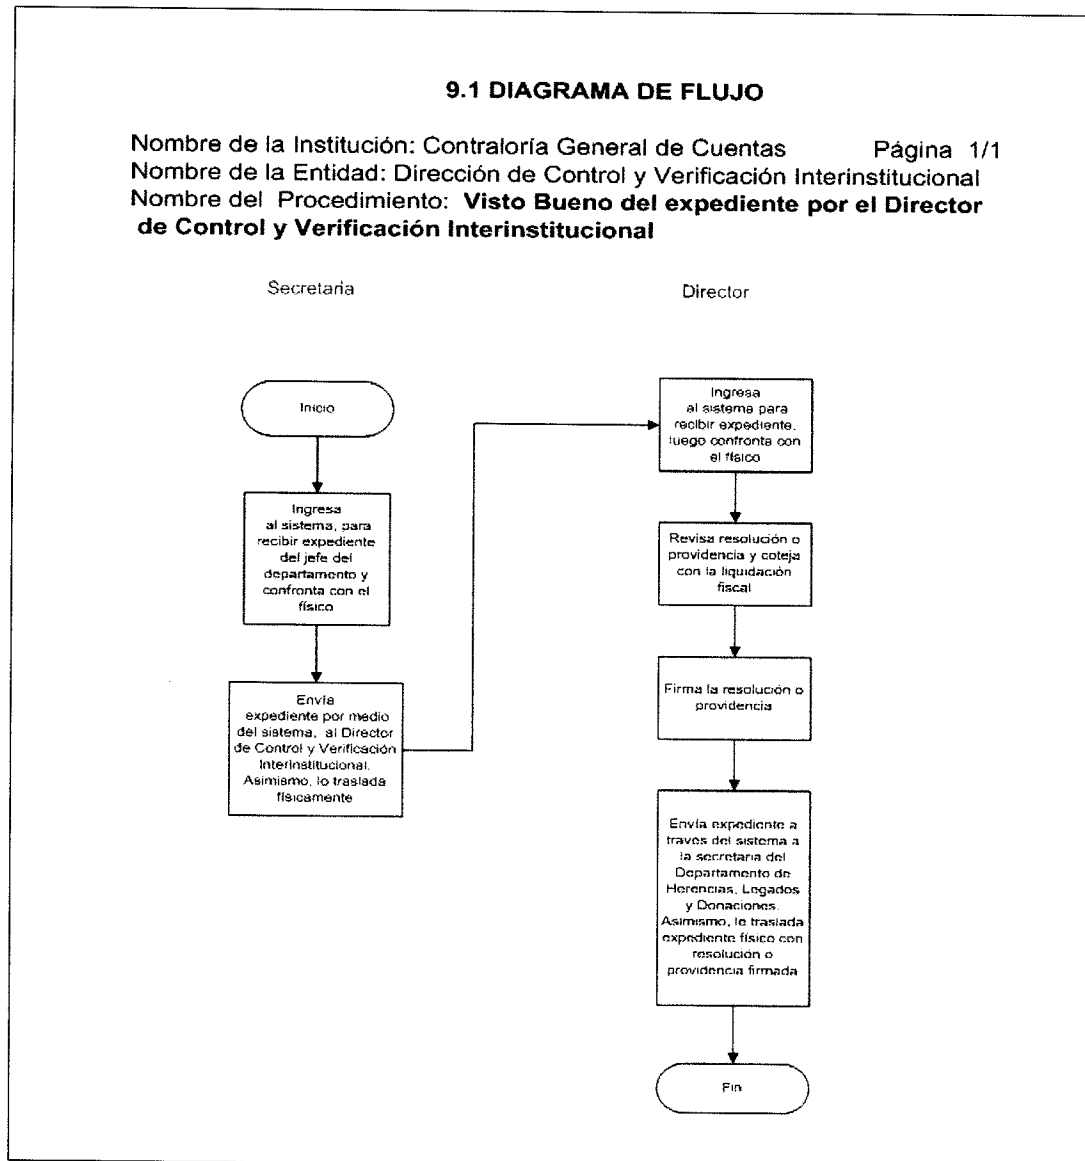 9.1 DIAGRAMA DE FLUJO
Nombre de la Institución: Contraloría General de Cuentas Página 1/1
Nombre de la Entidad: Dirección de Control y Verificación Interinstitucional
Nombre del Procedimiento: Visto Bueno del expediente por el Director
de Control y Verificación Interinstitucional
Secretaria
Director
Inicio
Ingresa
al sistema, para
recibir expediente
del jefe del
departamento y
confronta con el
físico
Envía
expediente por medio
del sistema, al Director
de Control y Verificación
Interinstitucional.
Asimismo, lo traslada
físicamente
Ingresa
al sistema para
recibir expediente,
luego confronta con
el físico
Revisa resolución o
providencia y coteja
con la liquidación
fiscal
Firma la resolución o
providencia
Envía expediente a
traves del sistema a
la secretaria del
Departamento de
Herencias, Legados
y Donaciones.
Asimismo, le traslada
expediente físico con
resolución o
providencia firmada
Fin